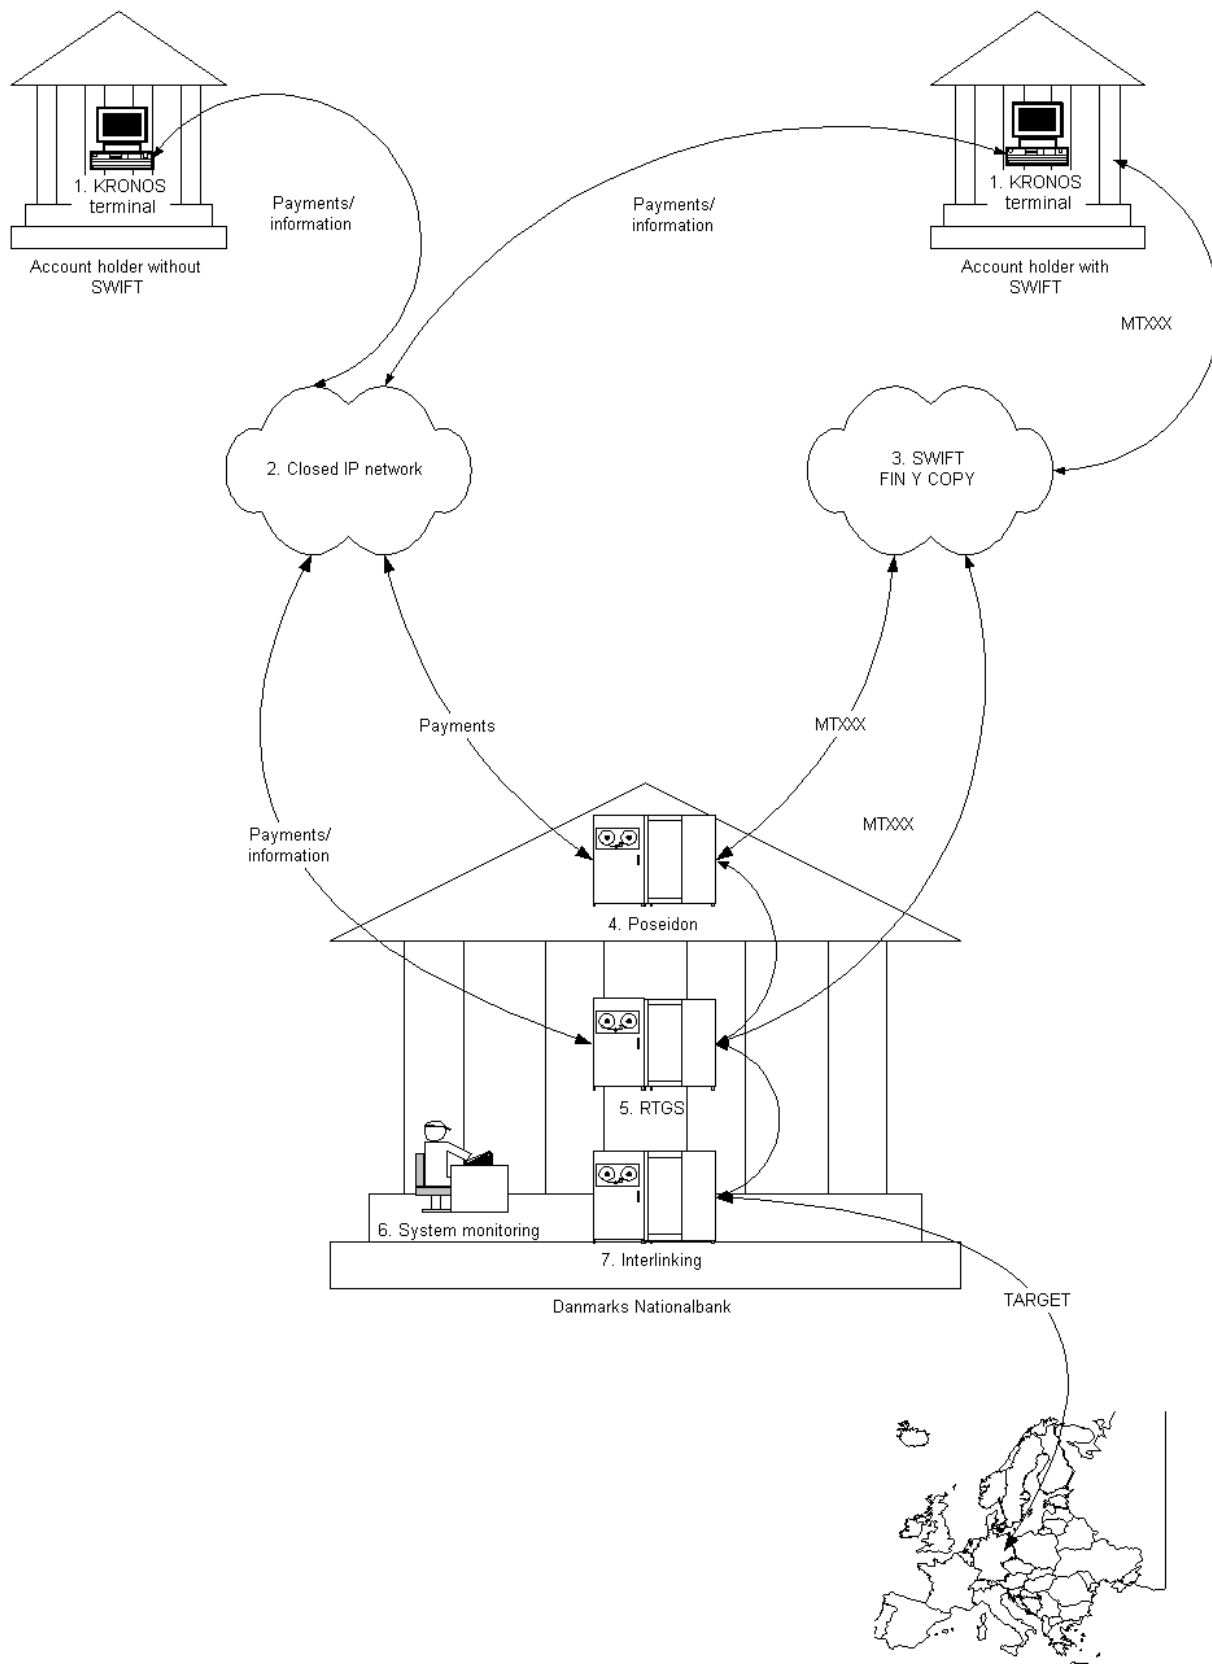 1. KRONOS
terminal
Account holder without
SWIFT
Payments/
information
Payments/
information
1. KRONOS
terminal
Account holder with
SWIFT
MTXXX
2. Closed IP network
3. SWIFT
FIN Y COPY
Payments
MTXXX
Payments/
information
MTXXX
4. Poseidon
5. RTGS
6. System monitoring
7. Interlinking
Danmarks Nationalbank
TARGET